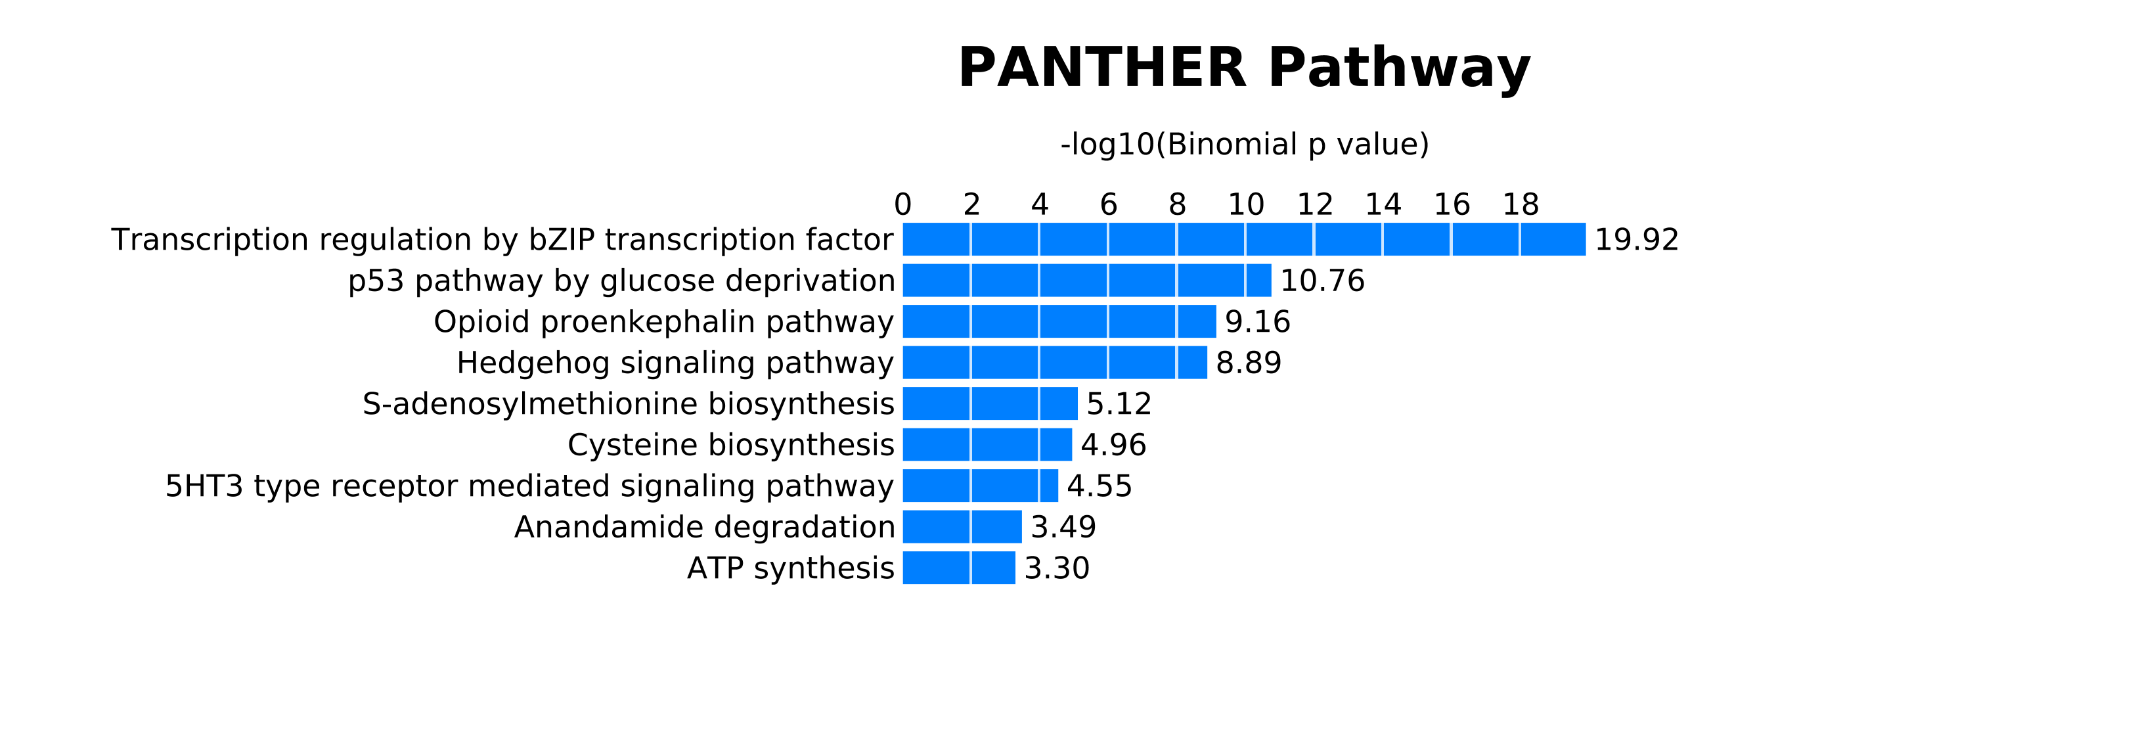 PANTHER Pathway
-log10(Binomial p value)
0 2 4 6 8 10 12 14 16 18
Transcription regulation by bZIP transcription factor 19.92
p53 pathway by glucose deprivation 10.76
Opioid proenkephalin pathway 9.16
Hedgehog signaling pathway 8.89
S-adenosylmethionine biosynthesis 5.12
Cysteine biosynthesis 4.96
5HT3 type receptor mediated signaling pathway 4.55
Anandamide degradation 3.49
ATP synthesis 3.30